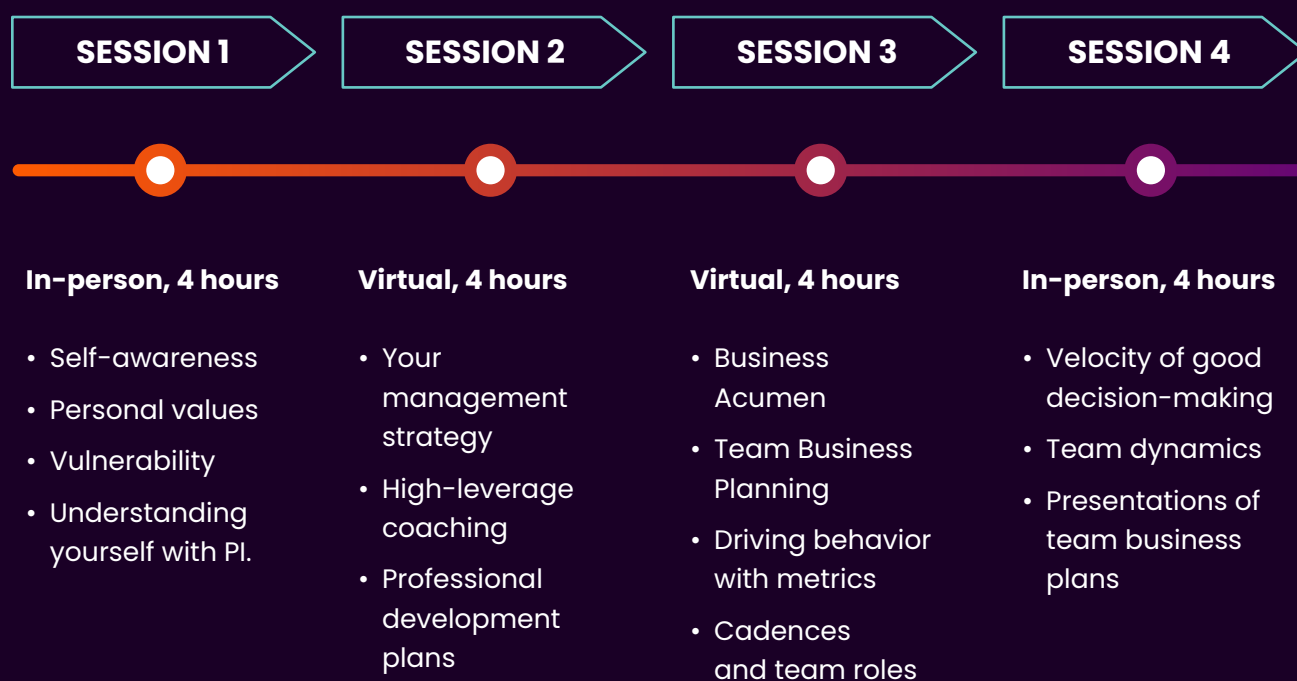 SESSION 1
SESSION 2
SESSION 3
SESSION 4
In-person, 4 hours
• Self-awareness
• Personal values
• Vulnerability
• Understanding
yourself with PI.
Virtual, 4 hours
• Your
management
strategy
• High-leverage
coaching
• Professional
development
plans
Virtual, 4 hours
• Business
Acumen
• Team Business
Planning
• Driving behavior
with metrics
• Cadences
and team roles
In-person, 4 hours
• Velocity of good
decision-making
• Team dynamics
• Presentations of
team business
plans